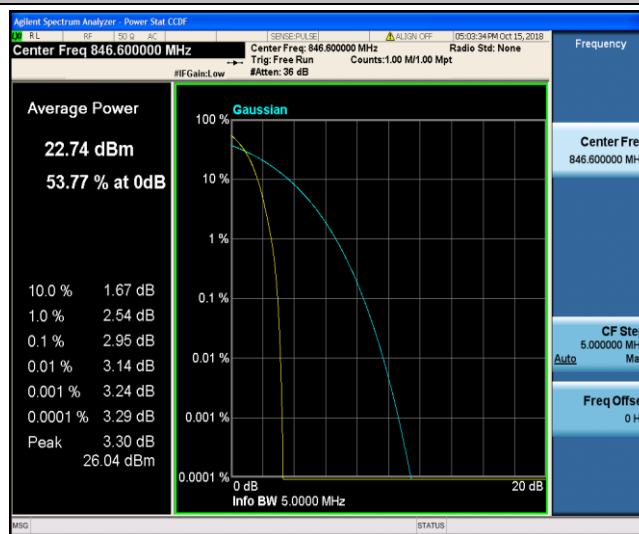 Agilent Spectrum Analyzer - Power Stat CCDF
RL RF 50 Ω AC SENSE:PULSE ALIGN OFF 05:03:34 PM Oct 15, 2018
Center Freq 846.600000 MHz
Center Freq: 846.600000 MHz Radio Std: None
Trig: Free Run Counts:1.00 M/1.00 Mpt
#IFGain:Low #Atten: 36 dB
Frequency
Average Power
22.74 dBm
53.77 % at 0dB
10.0 % 1.67 dB
1.0 % 2.54 dB
0.1 % 2.95 dB
0.01 % 3.14 dB
0.001 % 3.24 dB
0.0001 % 3.29 dB
Peak 3.30 dB
26.04 dBm
Gaussian
100 %
10 %
1 %
0.1 %
0.01 %
0.001 %
0.0001 %
0 dB 20 dB
Info BW 5.0000 MHz
Center Fre
846.600000 MH
CF Ste
5.000000 MH
Auto Ma
Freq Offse
0 H
MSG STATUS